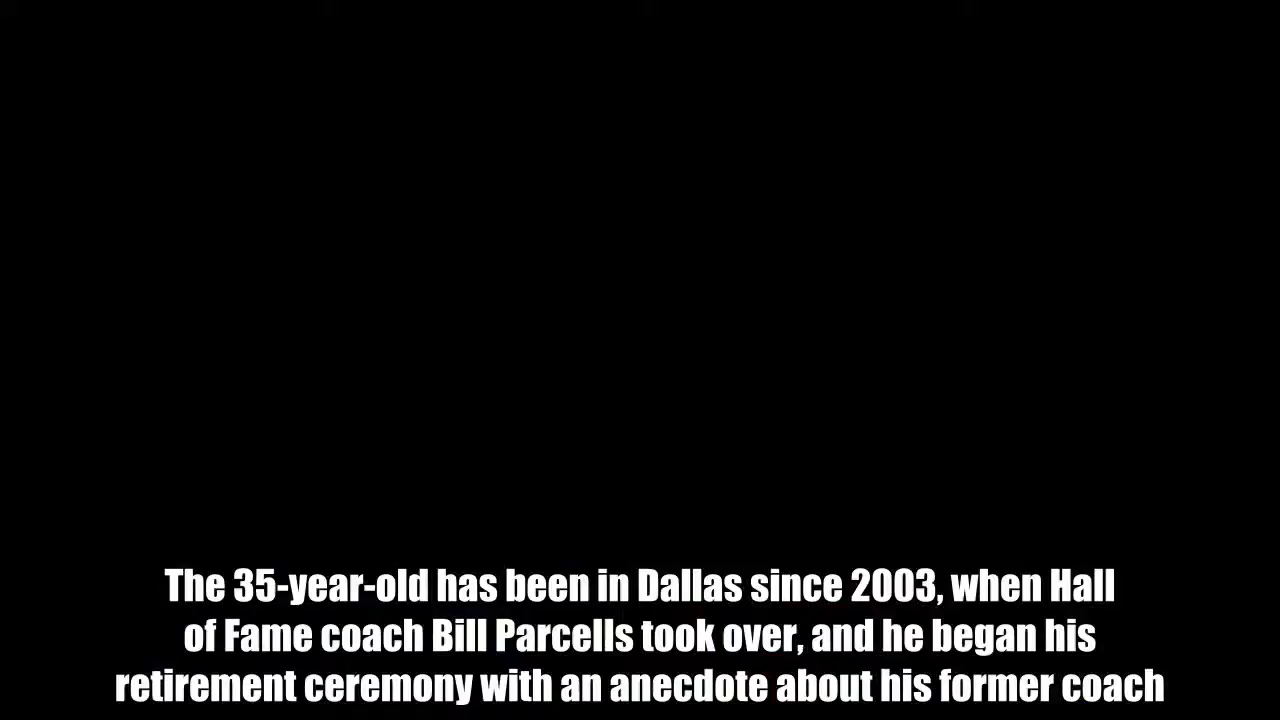 The 35-year-old has been in Dallas since 2003, when Hall
of Fame coach Bill Parcells took over, and he began his
retirement ceremony with an anecdote about his former coach